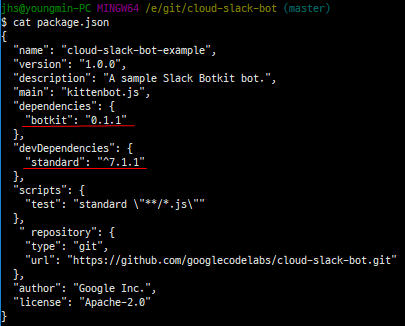 jhs@youngmin-PC MINGW64 /e/git/cloud-slack-bot (master)
$ cat package.json
{
  "name": "cloud-slack-bot-example",
  "version": "1.0.0",
  "description": "A sample Slack Botkit bot.",
  "main": "kittenbot.js",
  "dependencies": {
    "botkit": "0.1.1"
  },
  "devDependencies": {
    "standard": "^7.1.1"
  },
  "scripts": {
    "test": "standard \"**/*.js\""
  },
   " repository": {
    "type": "git",
    "url": "https://github.com/googlecodelabs/cloud-slack-bot.git"
  },
  "author": "Google Inc.",
  "license": "Apache-2.0"
}